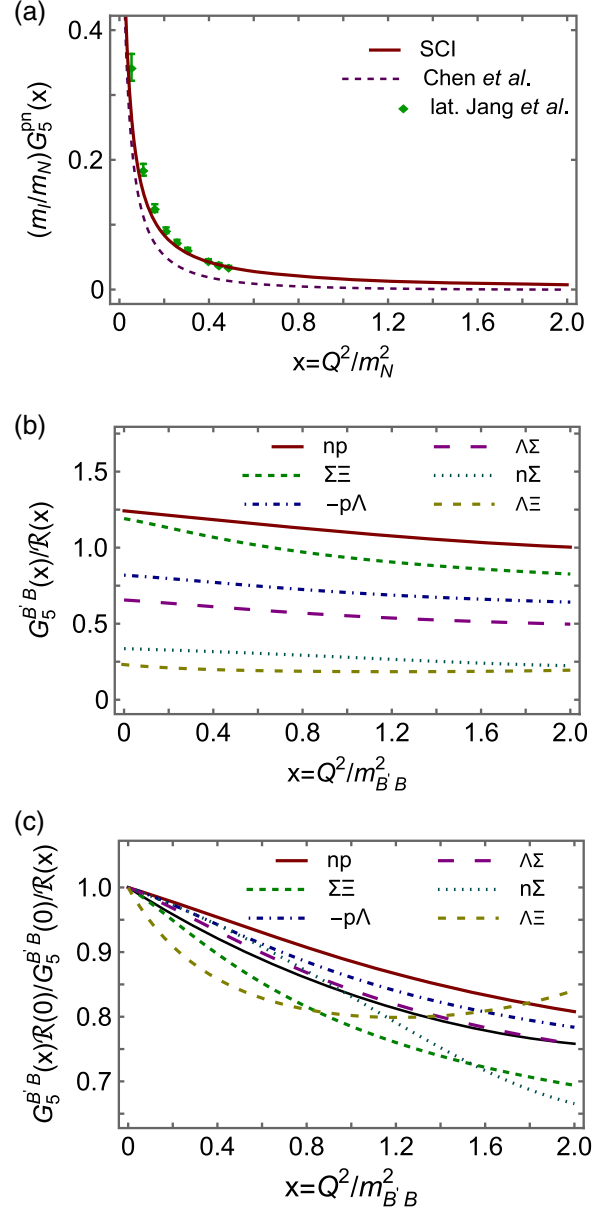 (a)
0.4
0.2
0
(m_l/m_N)G_5^{pn}(x)
SCI
Chen et al.
lat. Jang et al.
0 0.4 0.8 1.2 1.6 2.0
x=Q²/m_N²
(b)
1.5
1.0
0.5
0
G_5^{B'B}(x)/ℛ(x)
np
ΣΞ
−pΛ
ΛΣ
nΣ
ΛΞ
0 0.4 0.8 1.2 1.6 2.0
x=Q²/m²_{B'B}
(c)
1.0
0.9
0.8
0.7
G_5^{B'B}(x)ℛ(0)/G_5^{B'B}(0)/ℛ(x)
np
ΣΞ
−pΛ
ΛΣ
nΣ
ΛΞ
0 0.4 0.8 1.2 1.6 2.0
x=Q²/m²_{B'B}